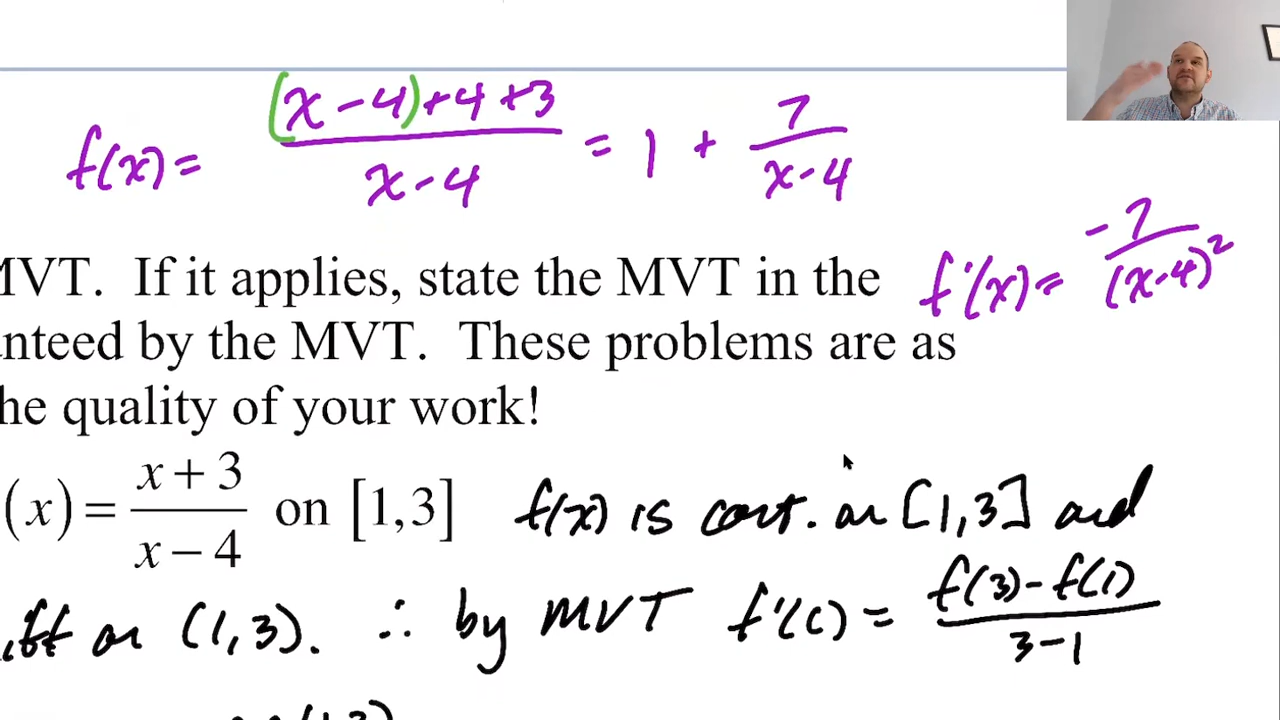 f(x) = ((x-4)+4+3)/(x-4) = 1 + 7/(x-4)
f'(x) = -7/(x-4)²
MVT. If it applies, state the MVT in the
nteed by the MVT. These problems are as
he quality of your work!
(x) = (x+3)/(x-4) on [1,3] f(x) is cont. on [1,3] and
iff on (1,3). ∴ by MVT f'(c) = (f(3)-f(1))/(3-1)